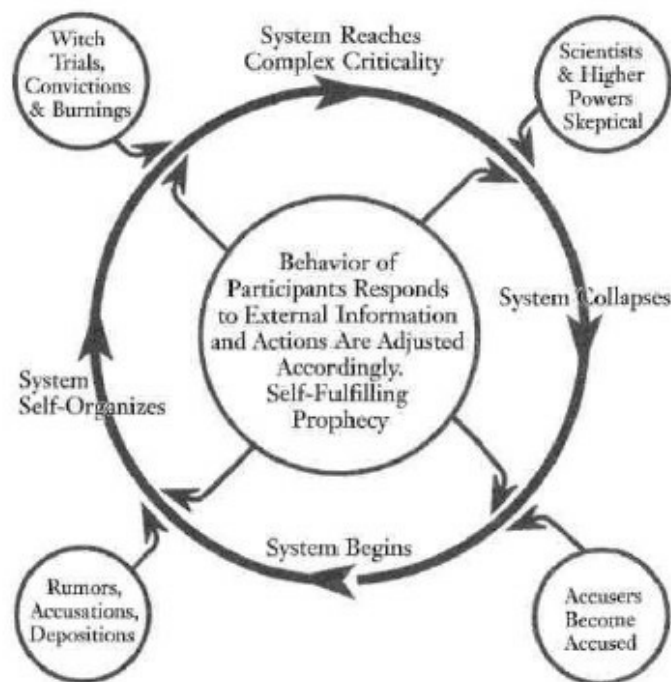 Witch
Trials,
Convictions
& Burnings
System Reaches
Complex Criticality
Scientists
& Higher
Powers
Skeptical
Behavior of
Participants Responds
to External Information
and Actions Are Adjusted
Accordingly.
Self-Fulfilling
Prophecy
System Collapses
System
Self-Organizes
System Begins
Rumors,
Accusations,
Depositions
Accusers
Become
Accused